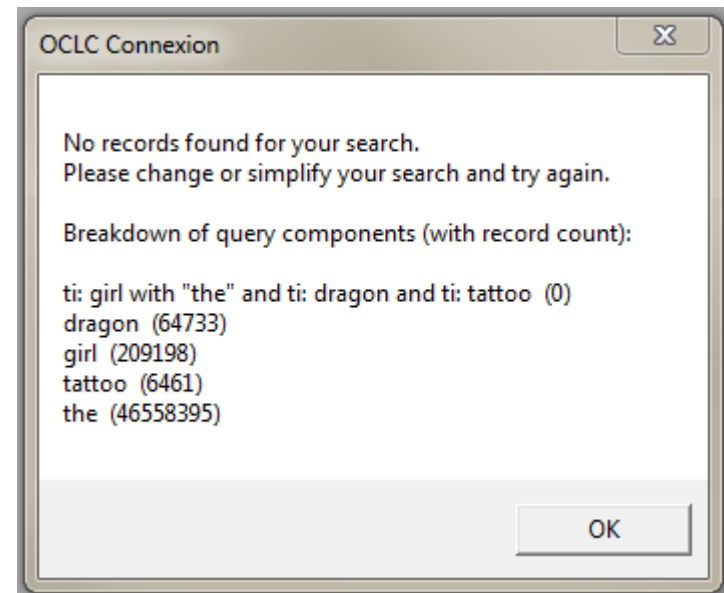 OCLC Connexion
No records found for your search.
Please change or simplify your search and try again.
Breakdown of query components (with record count):
ti: girl with "the" and ti: dragon and ti: tattoo  (0)
dragon  (64733)
girl  (209198)
tattoo  (6461)
the  (46558395)
OK